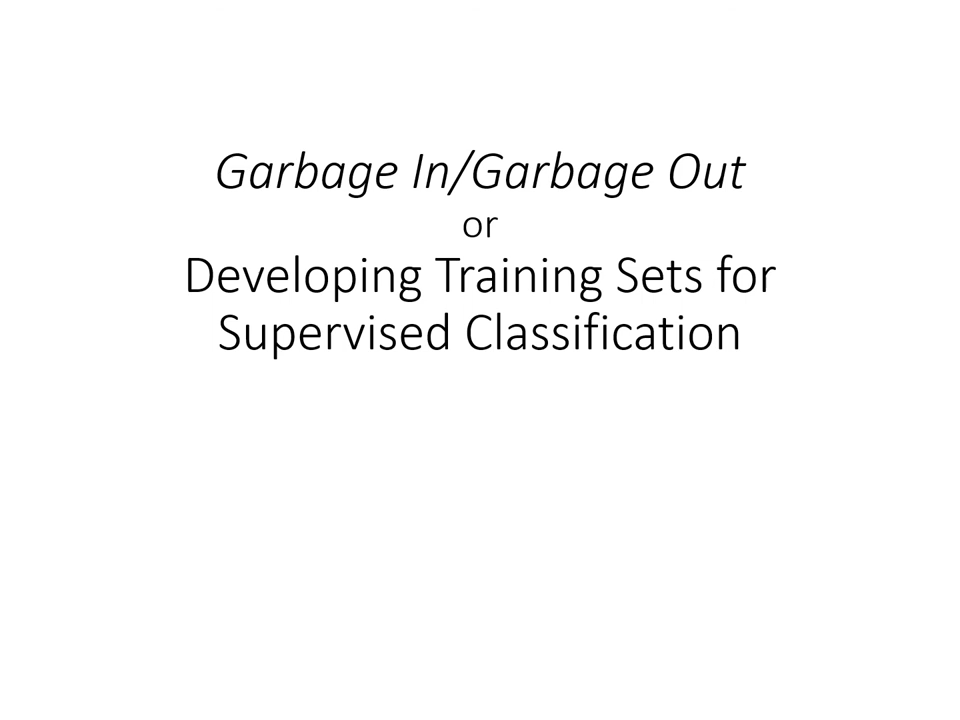 Garbage In/Garbage Out
or
Developing Training Sets for
Supervised Classification